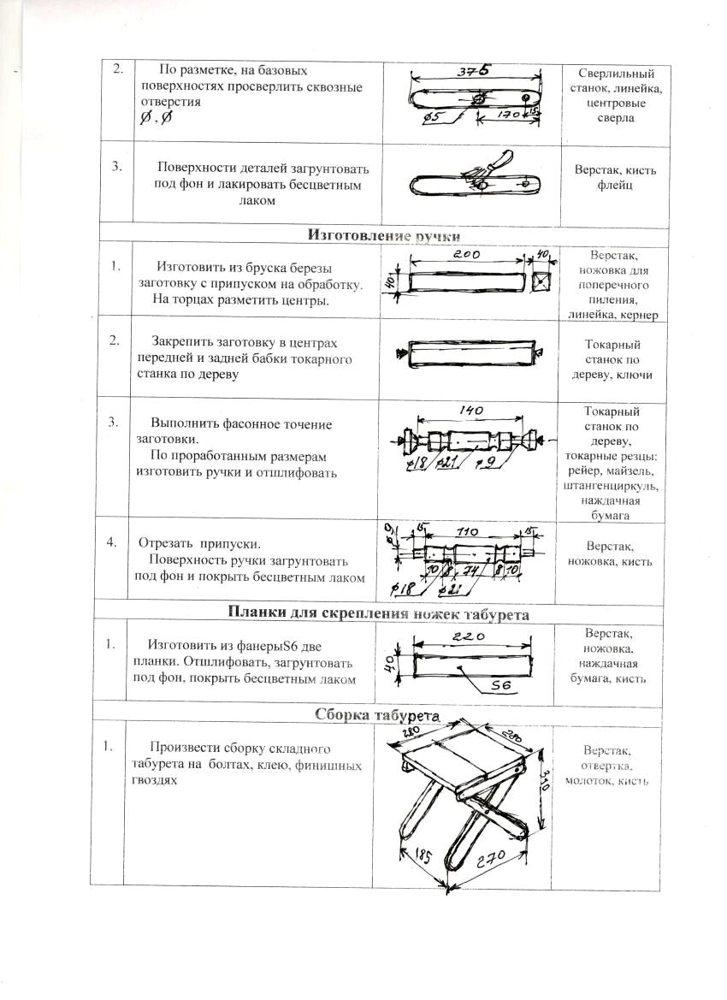 2.
По разметке, на базовых
поверхностях просверлить сквозные
отверстия
Ø, Ø
375
Ø5
170
15
Сверлильный
станок, линейка,
центровые
сверла
3.
Поверхности деталей загрунтовать
под фон и лакировать бесцветным
лаком
Верстак, кисть
флейц
Изготовление ручки
1.
Изготовить из бруска березы
заготовку с припуском на обработку.
На торцах разметить центры.
200
40
40
Верстак,
ножовка для
поперечного
пиления,
линейка, кернер
2.
Закрепить заготовку в центрах
передней и задней бабки токарного
станка по дереву
Токарный
станок по
дереву, ключи
3.
Выполнить фасонное точение
заготовки.
По проработанным размерам
изготовить ручки и отшлифовать
140
Ø18 Ø21 Ø9
Токарный
станок по
дереву,
токарные резцы:
рейер, майзель,
штангенциркуль,
наждачная
бумага
4.
Отрезать припуски.
Поверхность ручки загрунтовать
под фон и покрыть бесцветным лаком
Ø9
15
110
15
10 8 74 8 10
Ø18 Ø21
Верстак,
ножовка, кисть
Планки для скрепления ножек табурета
1.
Изготовить из фанерыS6 две
планки. Отшлифовать, загрунтовать
под фон, покрыть бесцветным лаком
220
40
S6
Верстак,
ножовка,
наждачная
бумага, кисть
Сборка табурета
1.
Произвести сборку складного
табурета на болтах, клею, финишных
гвоздях
280
280
310
185
270
Верстак,
отвертка,
молоток, кисть